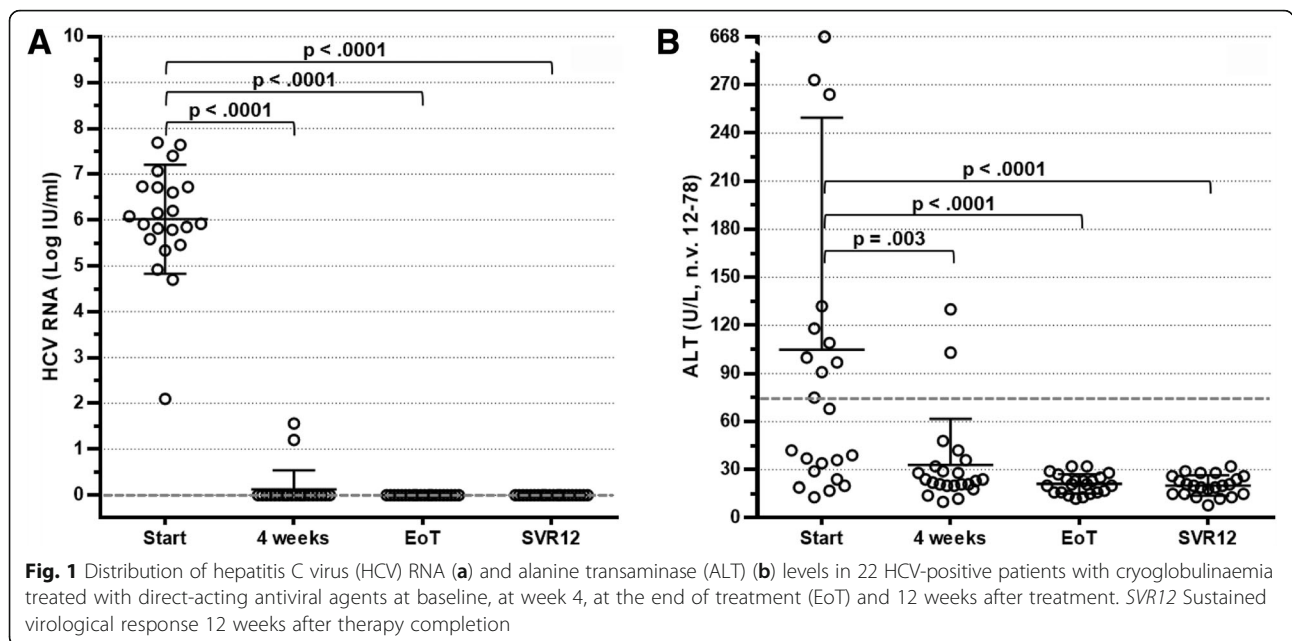 A
B
10
9
8
7
6
5
4
3
2
1
0
HCV RNA (Log IU/ml)
p < .0001
p < .0001
p < .0001
Start 4 weeks EoT SVR12
668
270
240
210
180
150
120
90
60
30
0
ALT (U/L, n.v. 12-78)
p < .0001
p < .0001
p = .003
Start 4 weeks EoT SVR12
Fig. 1 Distribution of hepatitis C virus (HCV) RNA (a) and alanine transaminase (ALT) (b) levels in 22 HCV-positive patients with cryoglobulinaemia
treated with direct-acting antiviral agents at baseline, at week 4, at the end of treatment (EoT) and 12 weeks after treatment. SVR12 Sustained
virological response 12 weeks after therapy completion